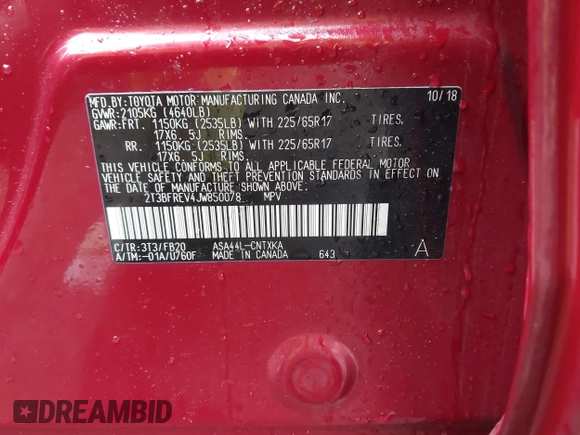 MFD.BY:TOYOTA MOTOR MANUFACTURING CANADA INC. 10/18
GVWR:2105KG (4640LB)
GAWR:FRT. 1150KG (2535LB) WITH 225/65R17 TIRES,
17X6. 5J RIMS.
RR. 1150KG (2535LB) WITH 225/65R17 TIRES,
17X6. 5J RIMS.
THIS VEHICLE CONFORMS TO ALL APPLICABLE FEDERAL MOTOR
VEHICLE SAFETY AND THEFT PREVENTION STANDARDS IN EFFECT
ON THE DATE OF MANUFACTURE SHOWN ABOVE.
2T3BFREV4JW850078 MPV
C/TR:3T3/FB20 ASA44L-CNTXKA A
A/TM:-01A/U760F MADE IN CANADA 643
DREAMBID